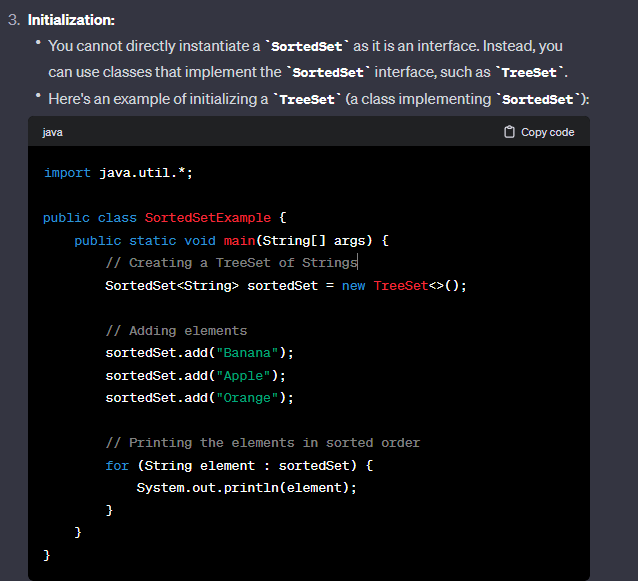 3. Initialization:
• You cannot directly instantiate a `SortedSet` as it is an interface. Instead, you
can use classes that implement the `SortedSet` interface, such as `TreeSet`.
• Here's an example of initializing a `TreeSet` (a class implementing `SortedSet`):
java Copy code
import java.util.*;
public class SortedSetExample {
    public static void main(String[] args) {
        // Creating a TreeSet of Strings
        SortedSet<String> sortedSet = new TreeSet<>();
        // Adding elements
        sortedSet.add("Banana");
        sortedSet.add("Apple");
        sortedSet.add("Orange");
        // Printing the elements in sorted order
        for (String element : sortedSet) {
            System.out.println(element);
        }
    }
}